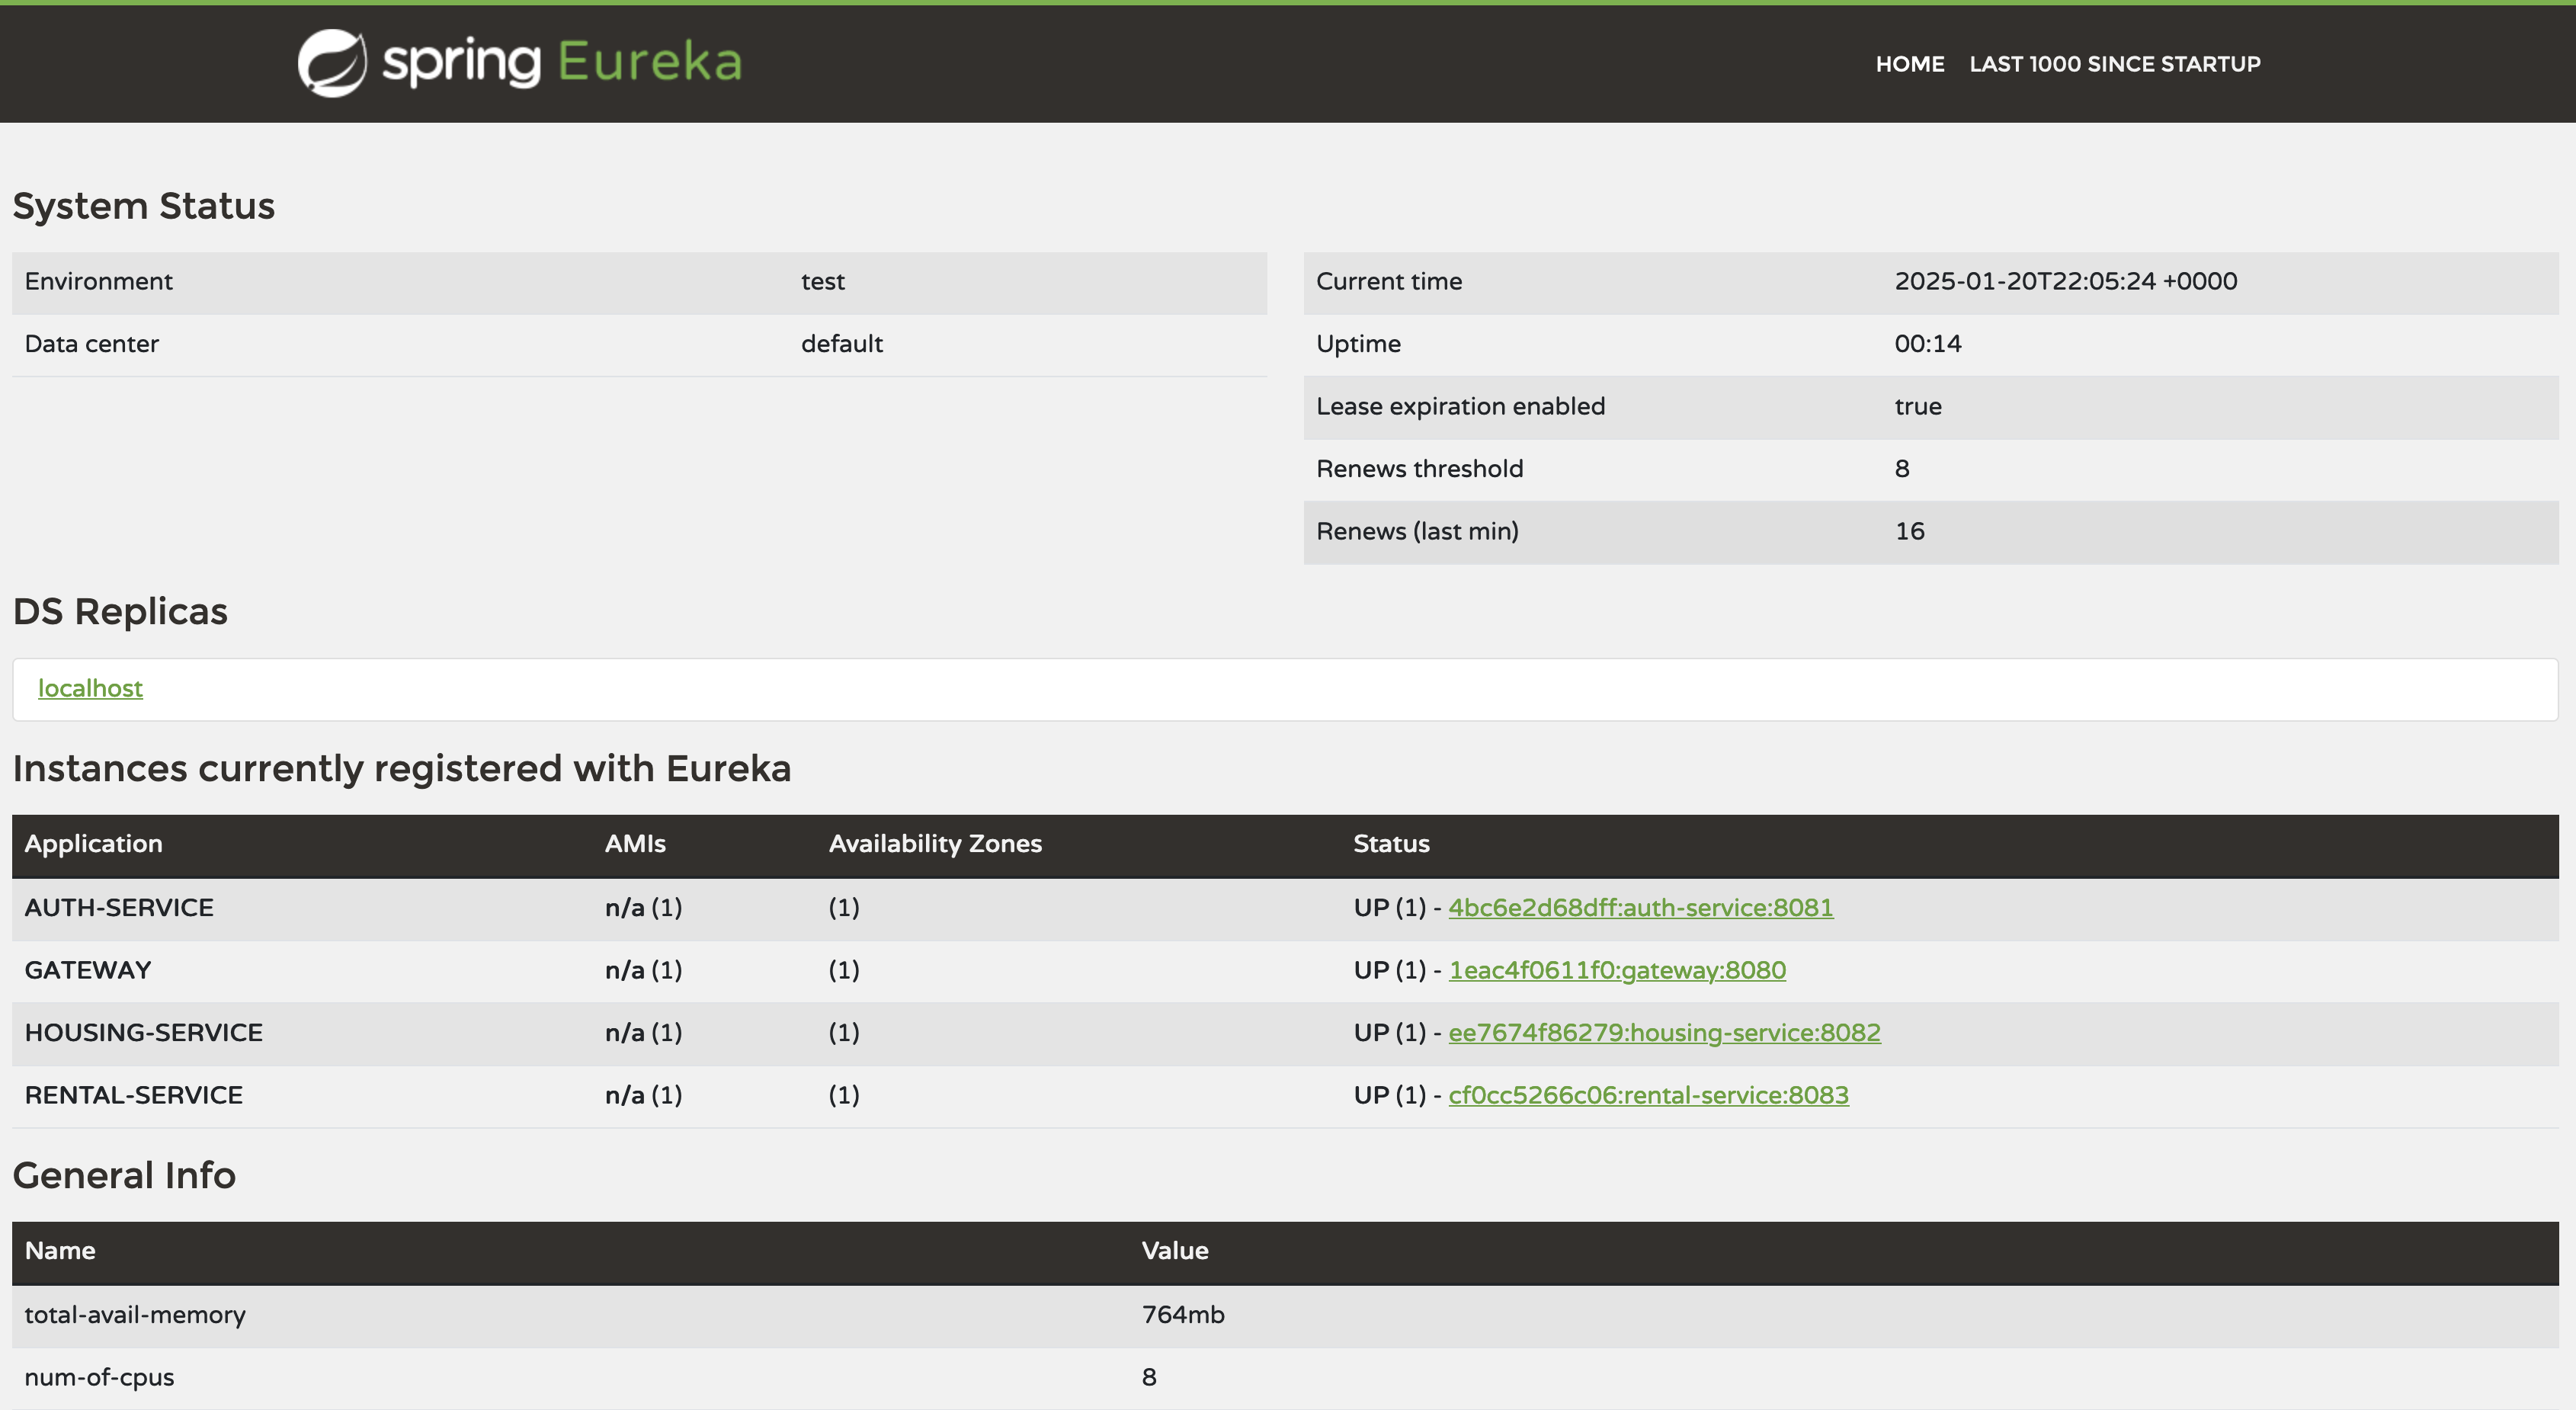 spring Eureka
HOME LAST 1000 SINCE STARTUP
System Status
Environment test
Data center default
Current time 2025-01-20T22:05:24 +0000
Uptime 00:14
Lease expiration enabled true
Renews threshold 8
Renews (last min) 16
DS Replicas
localhost
Instances currently registered with Eureka
Application AMIs Availability Zones Status
AUTH-SERVICE n/a (1) (1) UP (1) - 4bc6e2d68dff:auth-service:8081
GATEWAY n/a (1) (1) UP (1) - 1eac4f0611f0:gateway:8080
HOUSING-SERVICE n/a (1) (1) UP (1) - ee7674f86279:housing-service:8082
RENTAL-SERVICE n/a (1) (1) UP (1) - cf0cc5266c06:rental-service:8083
General Info
Name Value
total-avail-memory 764mb
num-of-cpus 8